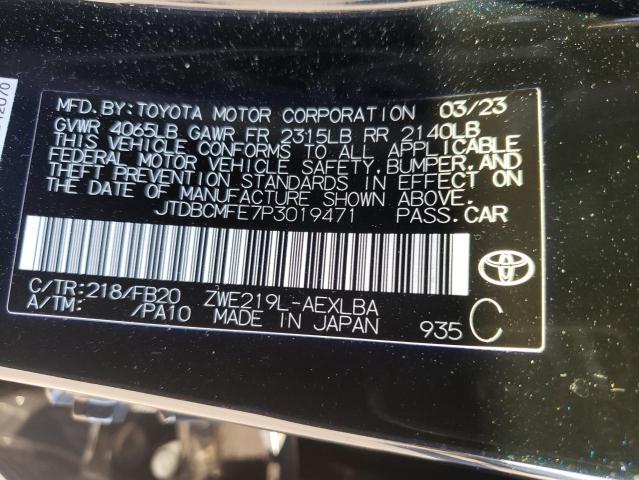 MFD.BY:TOYOTA MOTOR CORPORATION 03/23
GVWR 4065LB GAWR FR 2315LB RR 2140LB
THIS VEHICLE CONFORMS TO ALL APPLICABLE
FEDERAL MOTOR VEHICLE SAFETY,BUMPER,AND
THEFT PREVENTION STANDARDS IN EFFECT ON
THE DATE OF MANUFACTURE SHOWN ABOVE.
JTDBCMFE7P3019471 PASS.CAR
C/TR:218/FB20 ZWE219L-AEXLBA
A/TM: /PA10 MADE IN JAPAN 935 C